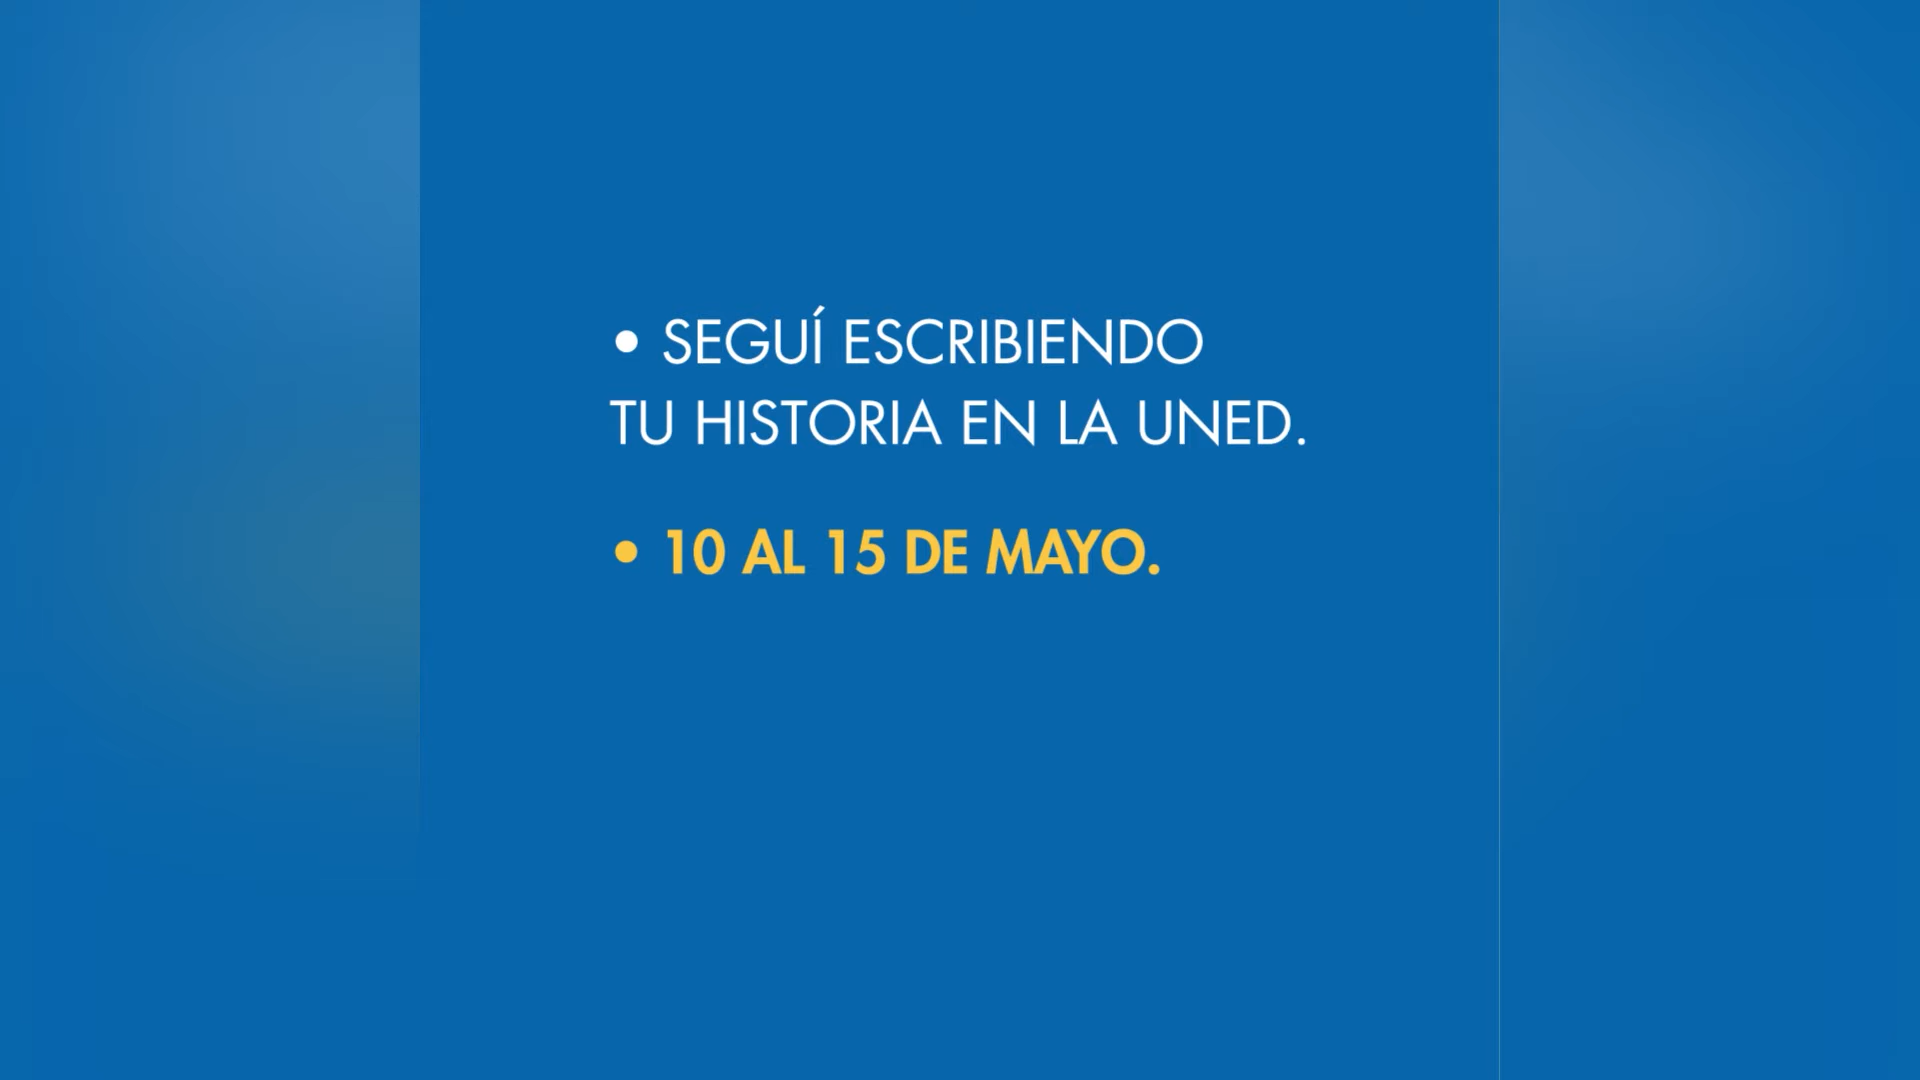 • SEGUÍ ESCRIBIENDO
TU HISTORIA EN LA UNED.
• 10 AL 15 DE MAYO.